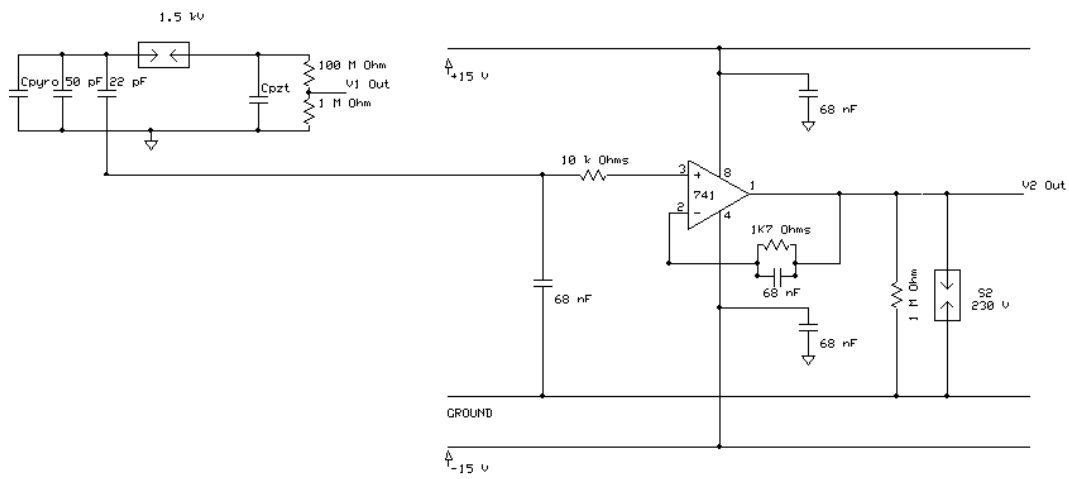 1.5 kV
Cpyro 50 pF 22 pF
Cpzt
100 M Ohm
V1 Out
1 M Ohm
+15 V
68 nF
10 k Ohms
3
+
8
741
1
2
-
4
V2 Out
1K7 Ohms
68 nF
68 nF
1 M Ohm
S2
230 V
68 nF
GROUND
-15 V